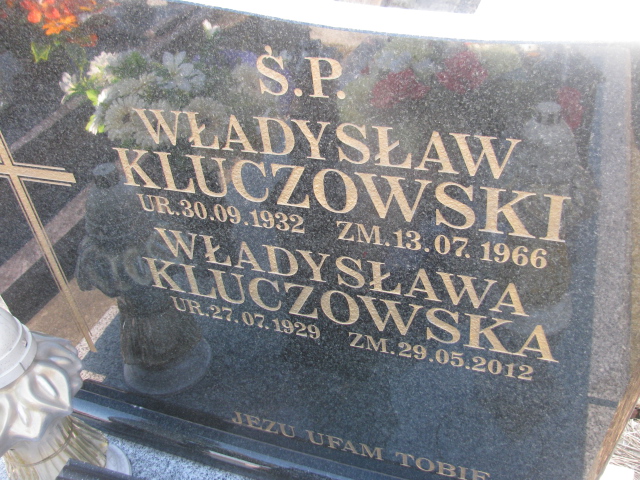 Ś.P.
WŁADYSŁAW
KLUCZOWSKI
UR.30.09.1932 ZM.13.07.1966
WŁADYSŁAWA
KLUCZOWSKA
UR.27.07.1929 ZM.29.05.2012
JEZU UFAM TOBIE